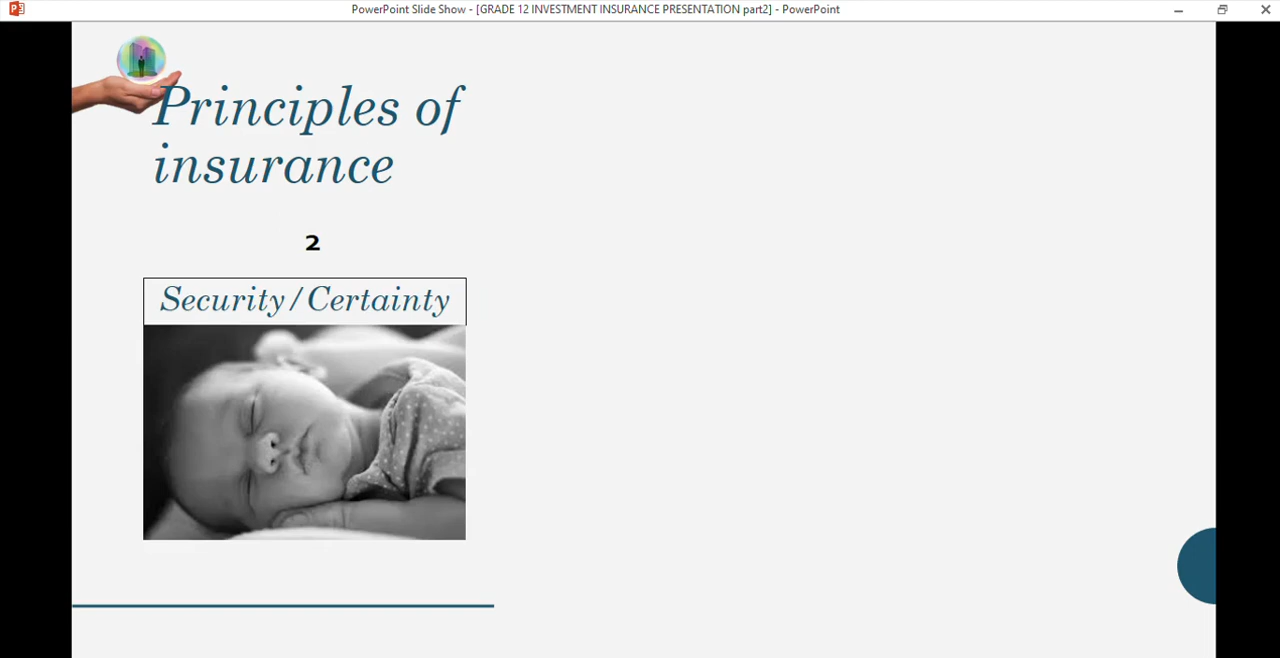 PowerPoint Slide Show - [GRADE 12 INVESTMENT INSURANCE PRESENTATION part2] - PowerPoint
Principles of
insurance
2
Security/Certainty